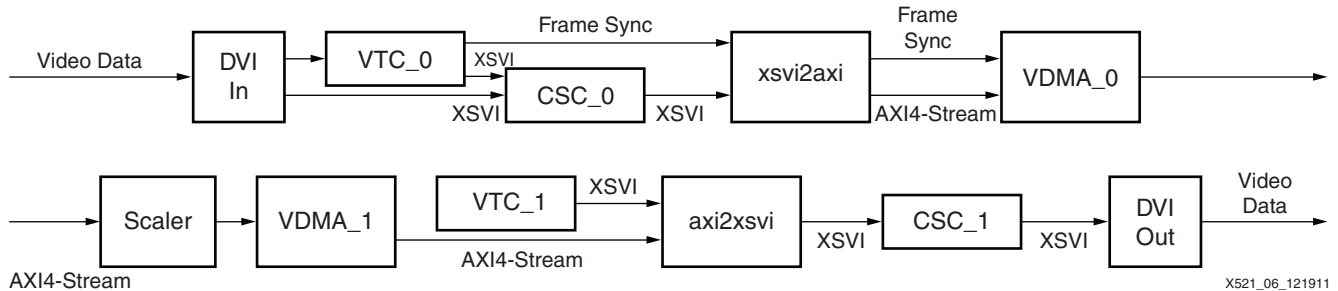 Video Data
DVI
In
VTC_0
Frame Sync
XSVI
XSVI
CSC_0
XSVI
xsvi2axi
Frame
Sync
AXI4-Stream
VDMA_0
AXI4-Stream
Scaler
VDMA_1
VTC_1
XSVI
AXI4-Stream
axi2xsvi
XSVI
CSC_1
XSVI
DVI
Out
Video
Data
X521_06_121911